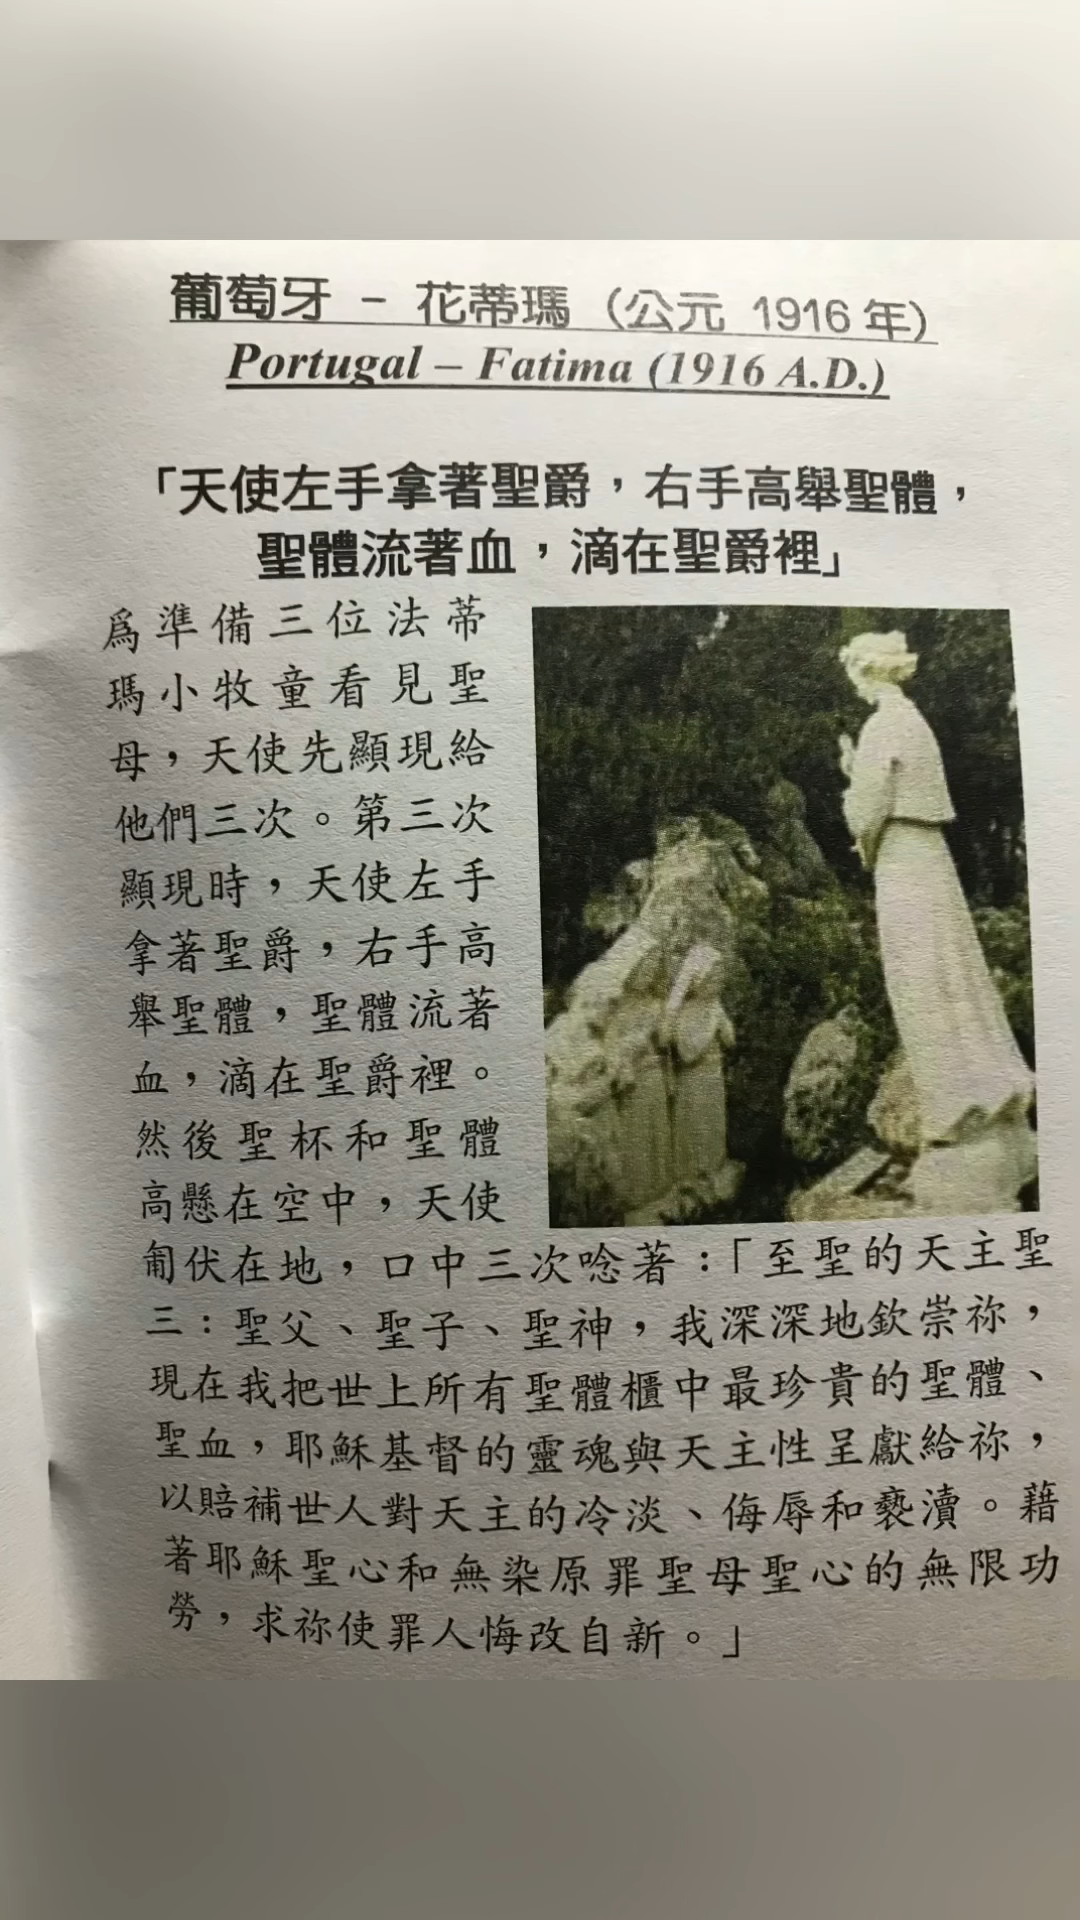 葡萄牙 － 花蒂瑪（公元 1916 年）
Portugal – Fatima (1916 A.D.)
「天使左手拿著聖爵，右手高舉聖體，
聖體流著血，滴在聖爵裡」
爲準備三位法蒂
瑪小牧童看見聖
母，天使先顯現給
他們三次。第三次
顯現時，天使左手
拿著聖爵，右手高
舉聖體，聖體流著
血，滴在聖爵裡。
然後聖杯和聖體
高懸在空中，天使
匍伏在地，口中三次唸著：「至聖的天主聖
三：聖父、聖子、聖神，我深深地欽崇祢，
現在我把世上所有聖體櫃中最珍貴的聖體、
聖血，耶穌基督的靈魂與天主性呈獻給祢，
以賠補世人對天主的冷淡、侮辱和褻瀆。藉
著耶穌聖心和無染原罪聖母聖心的無限功
勞，求祢使罪人悔改自新。」